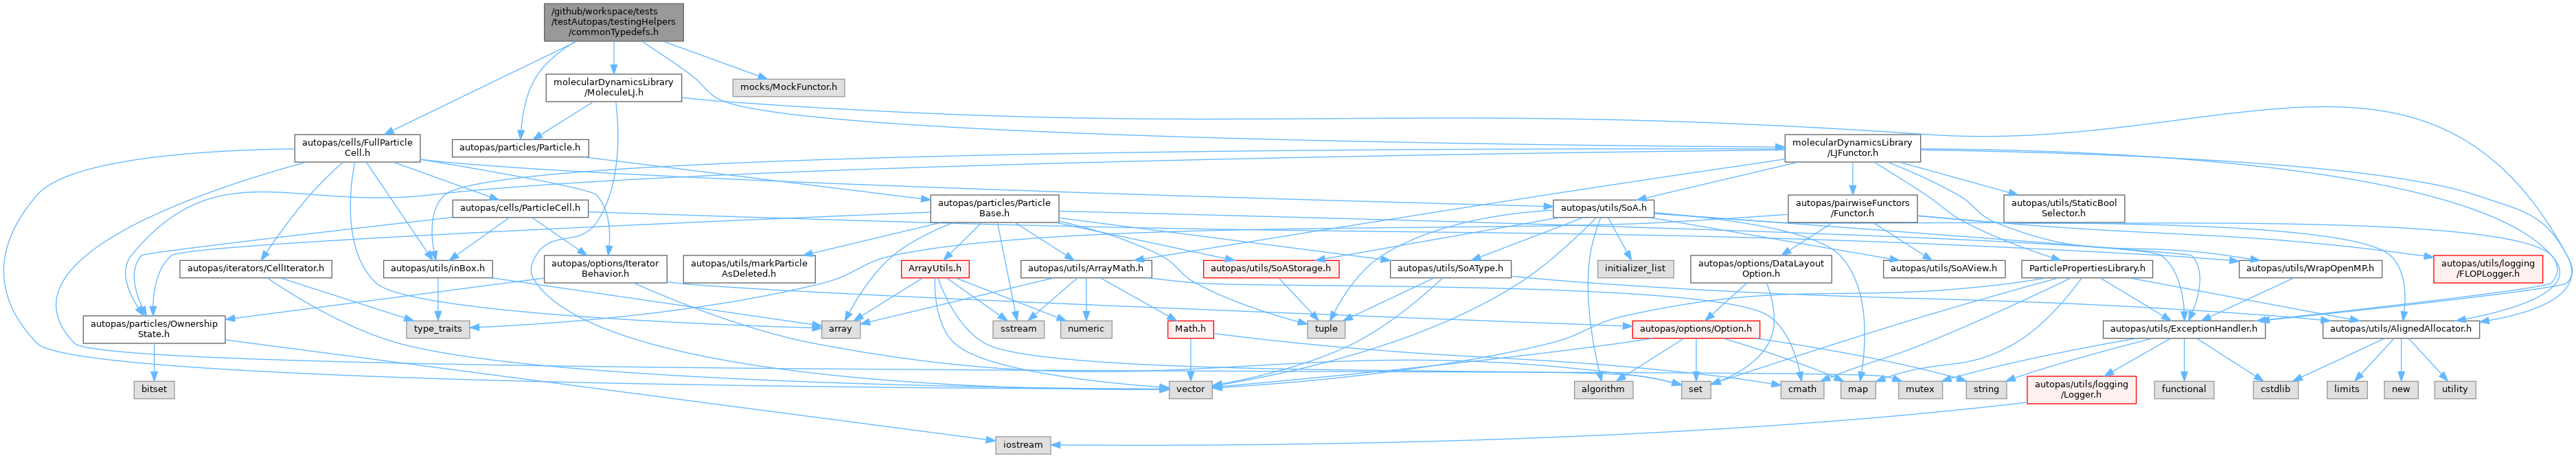 /github/workspace/tests
/testAutopas/testingHelpers
/commonTypedefs.h
molecularDynamicsLibrary
/MoleculeLJ.h
mocks/MockFunctor.h
autopas/cells/FullParticle
Cell.h
autopas/particles/Particle.h
molecularDynamicsLibrary
/LJFunctor.h
autopas/cells/ParticleCell.h
autopas/particles/Particle
Base.h
autopas/utils/SoA.h
autopas/pairwiseFunctors
/Functor.h
autopas/utils/StaticBool
Selector.h
autopas/iterators/CellIterator.h
autopas/utils/inBox.h
autopas/options/Iterator
Behavior.h
autopas/utils/markParticle
AsDeleted.h
ArrayUtils.h
autopas/utils/ArrayMath.h
autopas/utils/SoAStorage.h
autopas/utils/SoAType.h
initializer_list
autopas/options/DataLayout
Option.h
autopas/utils/SoAView.h
ParticlePropertiesLibrary.h
autopas/utils/WrapOpenMP.h
autopas/utils/logging
/FLOPLogger.h
autopas/particles/Ownership
State.h
type_traits
array
sstream
numeric
Math.h
tuple
autopas/options/Option.h
autopas/utils/ExceptionHandler.h
autopas/utils/AlignedAllocator.h
bitset
vector
algorithm
set
cmath
map
mutex
string
autopas/utils/logging
/Logger.h
functional
cstdlib
limits
new
utility
iostream